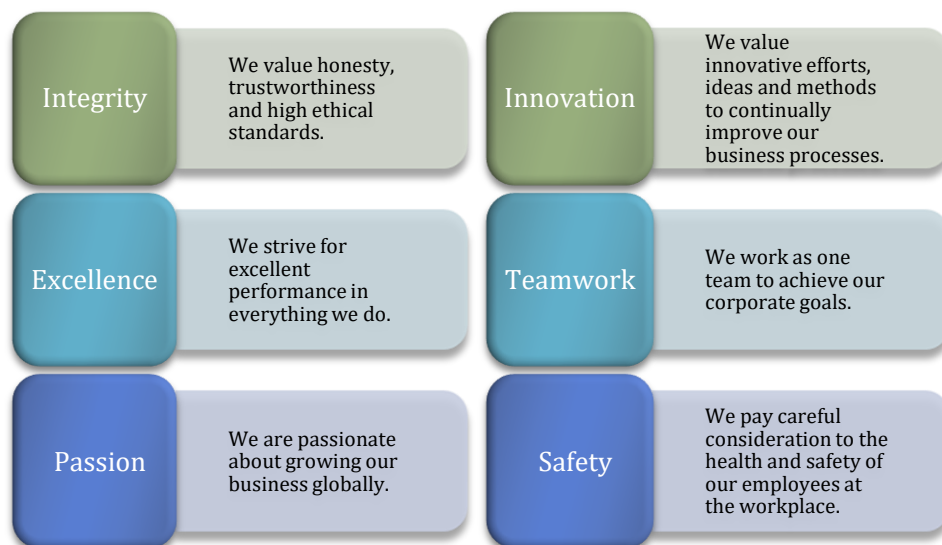 Integrity
We value honesty,
trustworthiness
and high ethical
standards.
Innovation
We value
innovative efforts,
ideas and methods
to continually
improve our
business processes.
Excellence
We strive for
excellent
performance in
everything we do.
Teamwork
We work as one
team to achieve our
corporate goals.
Passion
We are passionate
about growing our
business globally.
Safety
We pay careful
consideration to the
health and safety of
our employees at
the workplace.